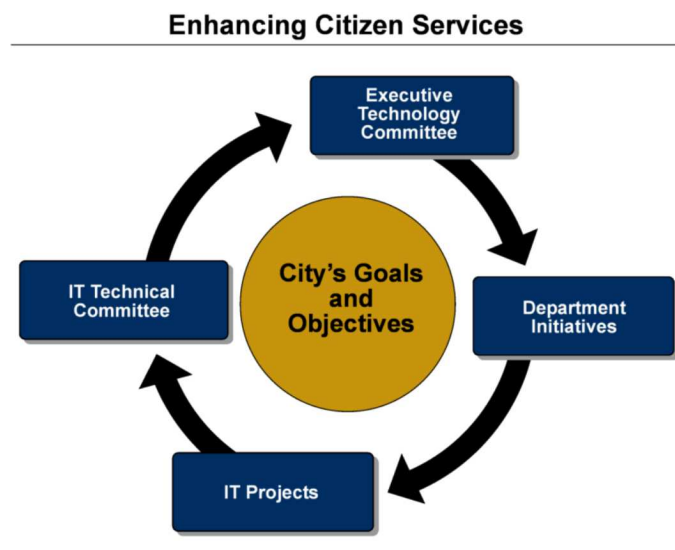 Enhancing Citizen Services
Executive
Technology
Committee
City's Goals
and
Objectives
IT Technical
Committee
Department
Initiatives
IT Projects